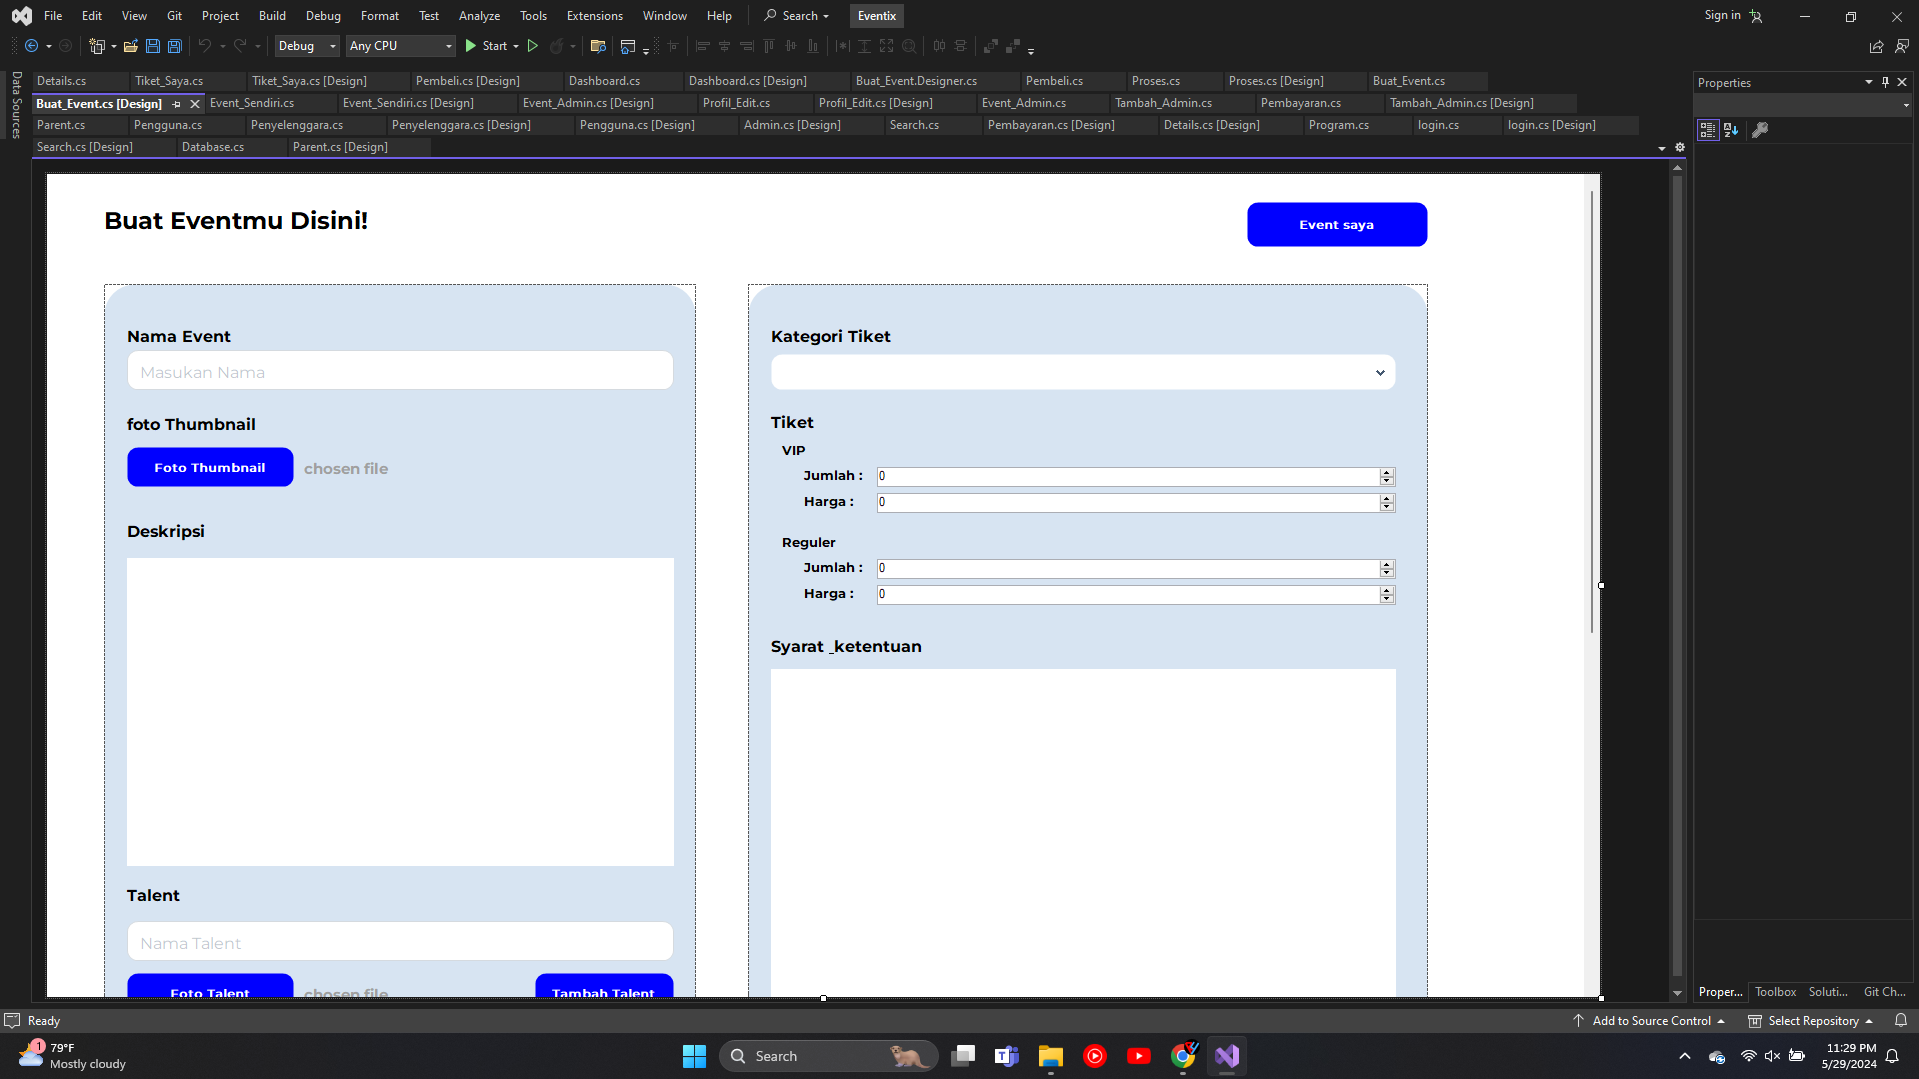 File Edit View Git Project Build Debug Format Test Analyze Tools Extensions Window Help Search Eventix Sign in
Debug Any CPU Start
Data Sources
Details.cs Tiket_Saya.cs Tiket_Saya.cs [Design] Pembeli.cs [Design] Dashboard.cs Dashboard.cs [Design] Buat_Event.Designer.cs Pembeli.cs Proses.cs Proses.cs [Design] Buat_Event.cs
Buat_Event.cs [Design] Event_Sendiri.cs Event_Sendiri.cs [Design] Event_Admin.cs [Design] Profil_Edit.cs Profil_Edit.cs [Design] Event_Admin.cs Tambah_Admin.cs Pembayaran.cs Tambah_Admin.cs [Design]
Parent.cs Pengguna.cs Penyelenggara.cs Penyelenggara.cs [Design] Pengguna.cs [Design] Admin.cs [Design] Search.cs Pembayaran.cs [Design] Details.cs [Design] Program.cs login.cs login.cs [Design]
Search.cs [Design] Database.cs Parent.cs [Design]
Properties
Buat Eventmu Disini!
Event saya
Nama Event
Masukan Nama
foto Thumbnail
Foto Thumbnail chosen file
Deskripsi
Talent
Nama Talent
Foto Talent chosen file Tambah Talent
Kategori Tiket
Tiket
VIP
Jumlah : 0
Harga : 0
Reguler
Jumlah : 0
Harga : 0
Syarat _ketentuan
Proper... Toolbox Soluti... Git Ch...
Ready Add to Source Control Select Repository
1
79°F
Mostly cloudy
Search
11:29 PM
5/29/2024